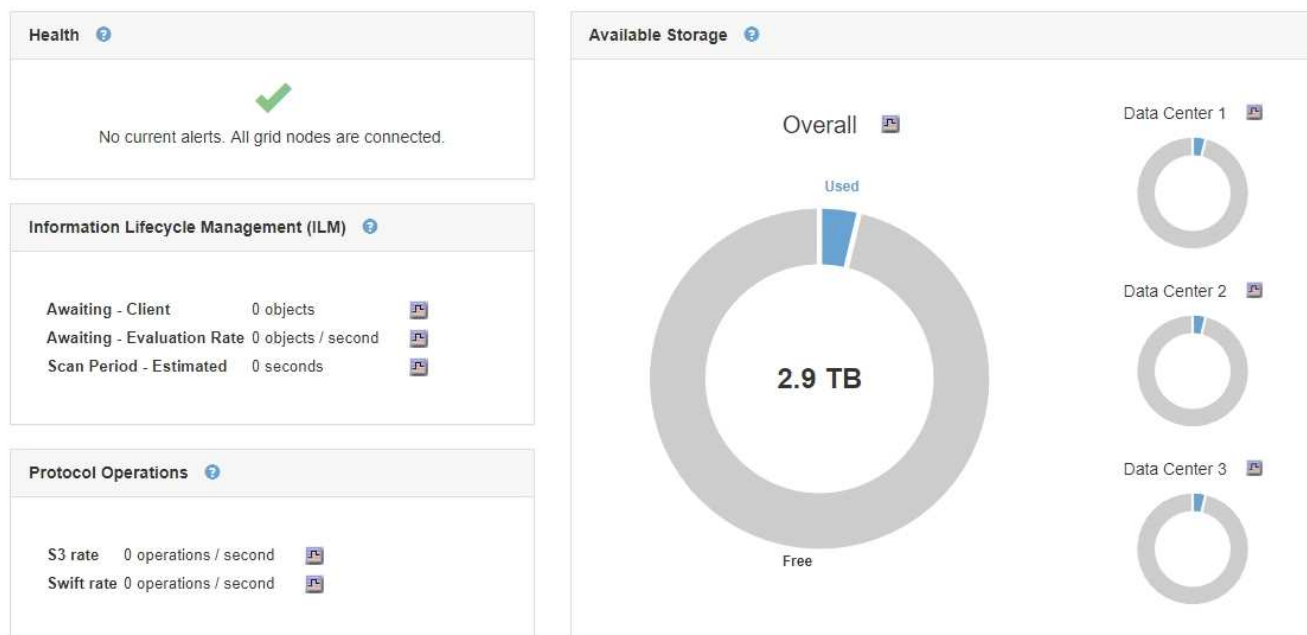 Health
No current alerts. All grid nodes are connected.
Information Lifecycle Management (ILM)
Awaiting - Client 0 objects
Awaiting - Evaluation Rate 0 objects / second
Scan Period - Estimated 0 seconds
Protocol Operations
S3 rate 0 operations / second
Swift rate 0 operations / second
Available Storage
Overall
Used
2.9 TB
Free
Data Center 1
Data Center 2
Data Center 3